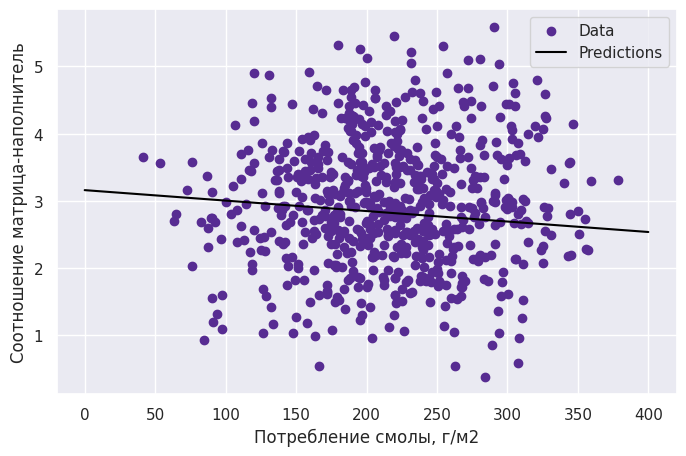 Data
Predictions
Соотношение матрица-наполнитель
5
4
3
2
1
0 50 100 150 200 250 300 350 400
Потребление смолы, г/м2